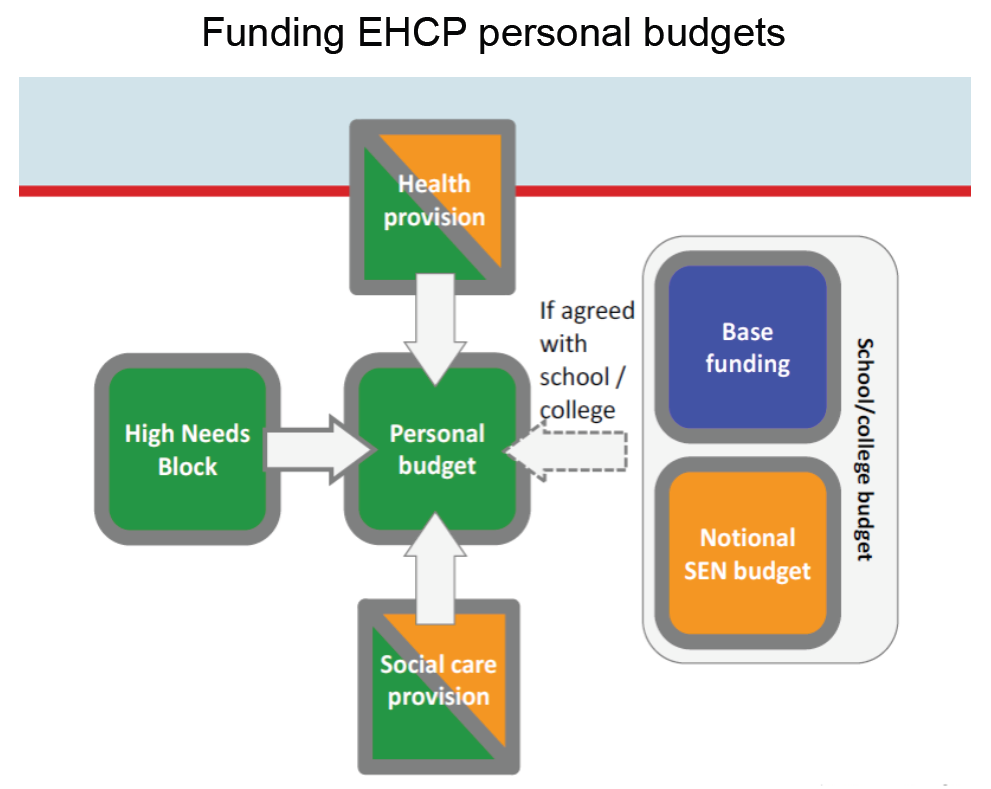 Funding EHCP personal budgets
Health
provision
If agreed
with
school /
college
Base
funding
School/college budget
High Needs
Block
Personal
budget
Notional
SEN budget
Social care
provision